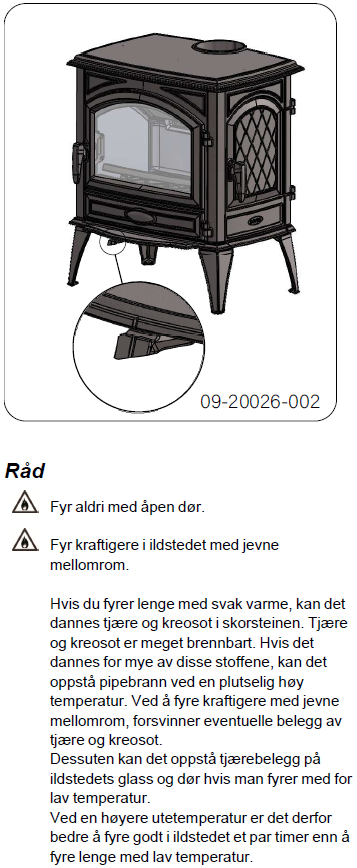 09-20026-002
Råd
Fyr aldri med åpen dør.
Fyr kraftigere i ildstedet med jevne
mellomrom.
Hvis du fyrer lenge med svak varme, kan det
dannes tjære og kreosot i skorsteinen. Tjære
og kreosot er meget brennbart. Hvis det
dannes for mye av disse stoffene, kan det
oppstå pipebrann ved en plutselig høy
temperatur. Ved å fyre kraftigere med jevne
mellomrom, forsvinner eventuelle belegg av
tjære og kreosot.
Dessuten kan det oppstå tjærebelegg på
ildstedets glass og dør hvis man fyrer med for
lav temperatur.
Ved en høyere utetemperatur er det derfor
bedre å fyre godt i ildstedet et par timer enn å
fyre lenge med lav temperatur.